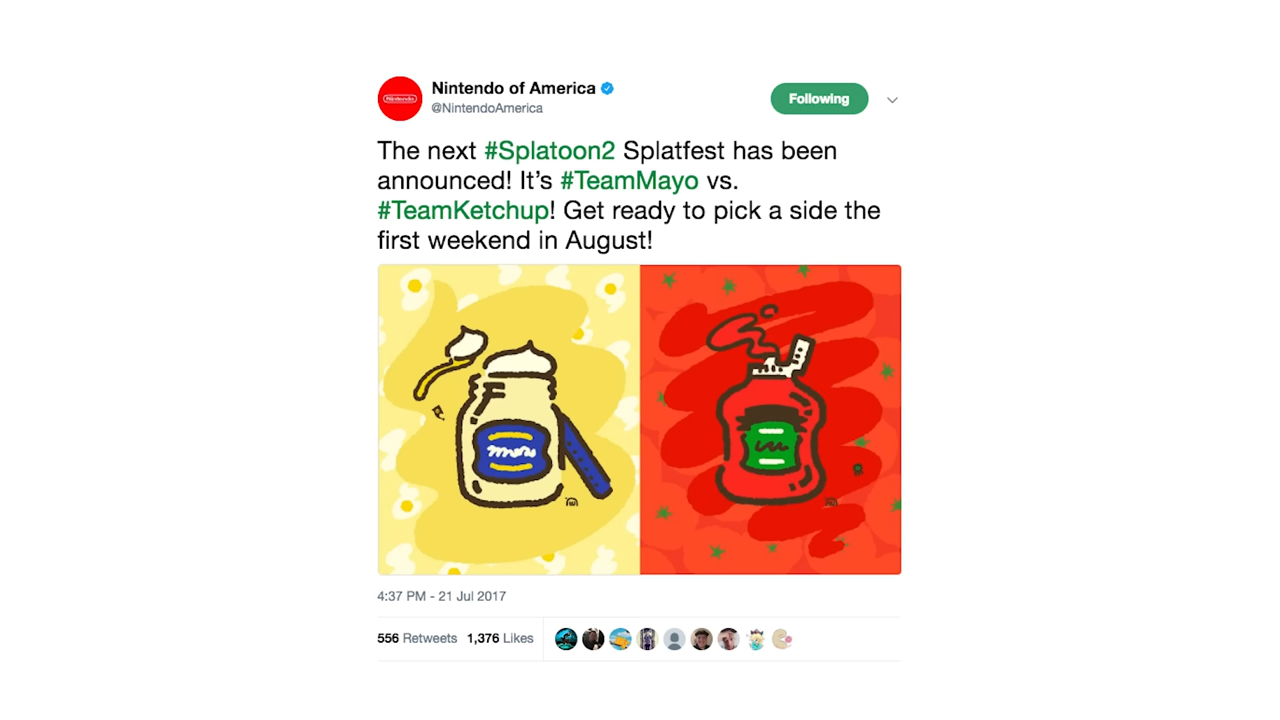 Nintendo
Nintendo of America
@NintendoAmerica
Following
The next #Splatoon2 Splatfest has been
announced! It’s #TeamMayo vs.
#TeamKetchup! Get ready to pick a side the
first weekend in August!
4:37 PM - 21 Jul 2017
556 Retweets 1,376 Likes